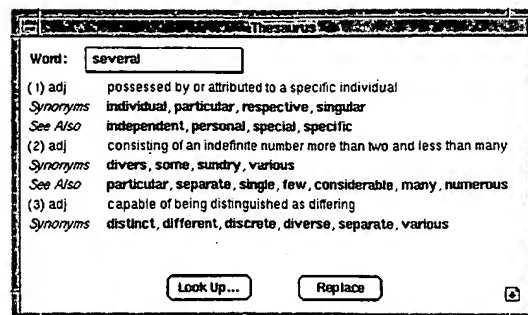 Thesaurus
Word: several
(1) adj possessed by or attributed to a specific individual
Synonyms individual, particular, respective, singular
See Also independent, personal, special, specific
(2) adj consisting of an indefinite number more than two and less than many
Synonyms divers, some, sundry, various
See Also particular, separate, single, few, considerable, many, numerous
(3) adj capable of being distinguished as differing
Synonyms distinct, different, discrete, diverse, separate, various
Look Up... Replace